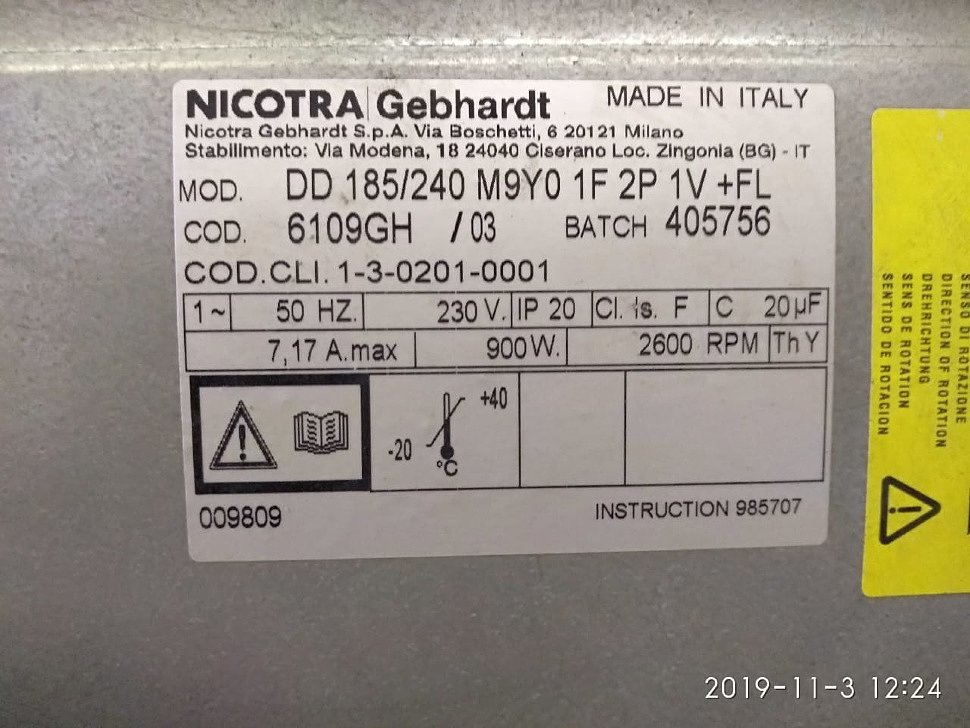 NICOTRA Gebhardt MADE IN ITALY
Nicotra Gebhardt S.p.A. Via Boschetti, 6 20121 Milano
Stabilimento: Via Modena, 18 24040 Ciserano Loc. Zingonia (BG) - IT
MOD. DD 185/240 M9Y0 1F 2P 1V +FL
COD. 6109GH /03 BATCH 405756
COD.CLI. 1-3-0201-0001
1~ 50 HZ. 230 V. IP 20 Cl. is. F C 20µF
7,17 A.max 900W. 2600 RPM ThY
+40
-20
°C
009809 INSTRUCTION 985707
SENSO DI ROTAZIONE
DIRECTION OF ROTATION
DREHRICHTUNG
SENS DE ROTATION
SENTIDO DE ROTACION
2019-11-3 12:24